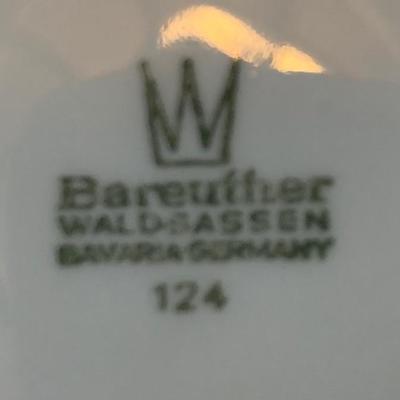 Bareuther
WALDSASSEN
BAVARIA-GERMANY
124